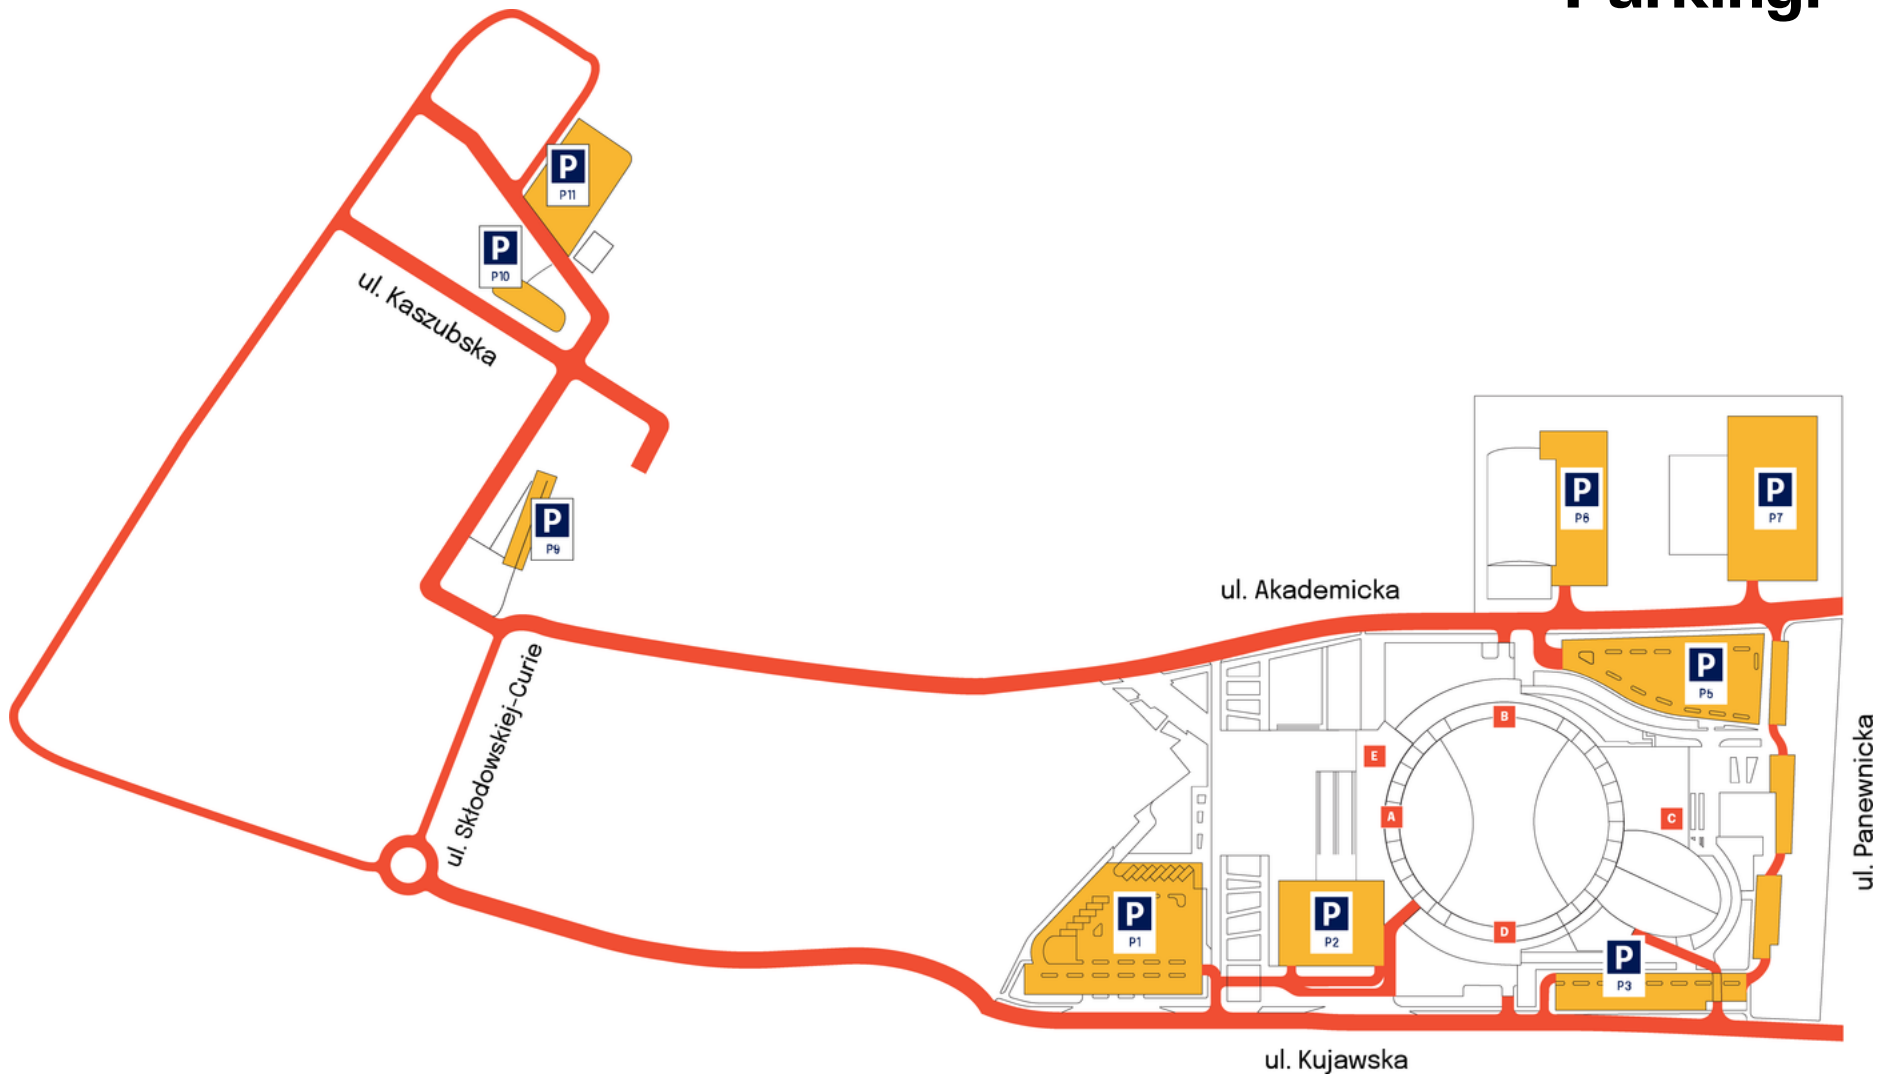 Parkingi
P
P11
P
P10
ul. Kaszubska
P
P9
P
P6
P
P7
ul. Akademicka
P
P5
ul. Skłodowskiej-Curie
B
E
A
C
D
ul. Panewnicka
P
P1
P
P2
P
P3
ul. Kujawska